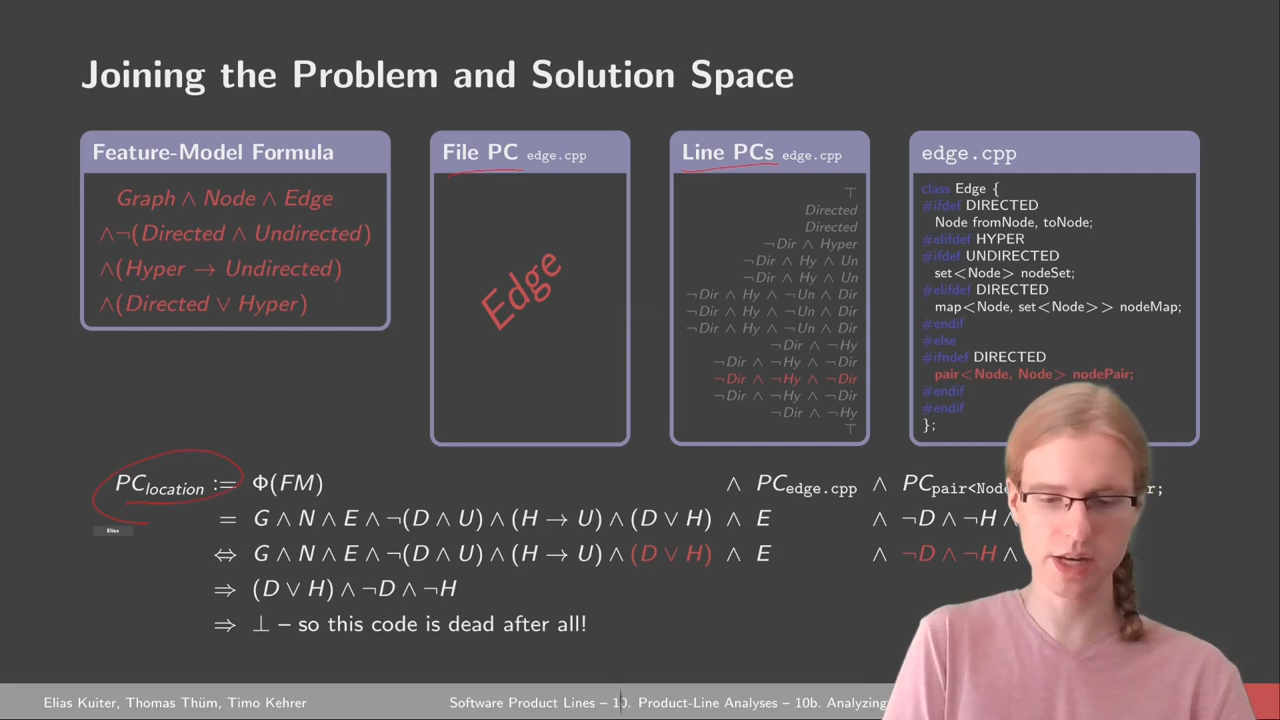 Joining the Problem and Solution Space
Feature-Model Formula
Graph ∧ Node ∧ Edge
∧¬(Directed ∧ Undirected)
∧(Hyper → Undirected)
∧(Directed ∨ Hyper)
File PC edge.cpp
Edge
Line PCs edge.cpp
⊤
Directed
Directed
¬Dir ∧ Hyper
¬Dir ∧ Hy ∧ Un
¬Dir ∧ Hy ∧ Un
¬Dir ∧ Hy ∧ ¬Un ∧ Dir
¬Dir ∧ Hy ∧ ¬Un ∧ Dir
¬Dir ∧ Hy ∧ ¬Un ∧ Dir
¬Dir ∧ ¬Hy
¬Dir ∧ ¬Hy ∧ ¬Dir
¬Dir ∧ ¬Hy ∧ ¬Dir
¬Dir ∧ ¬Hy ∧ ¬Dir
¬Dir ∧ ¬Hy
⊤
edge.cpp
class Edge {
#ifdef DIRECTED
Node fromNode, toNode;
#elifdef HYPER
#ifdef UNDIRECTED
set<Node> nodeSet;
#elifdef DIRECTED
map<Node, set<Node>> nodeMap;
#endif
#else
#ifndef DIRECTED
pair<Node, Node> nodePair;
#endif
#endif
};
PClocation := Φ(FM) ∧ PCedge.cpp ∧ PCpair<Node
= G ∧ N ∧ E ∧ ¬(D ∧ U) ∧ (H → U) ∧ (D ∨ H) ∧ E ∧ ¬D ∧ ¬H ∧
⇔ G ∧ N ∧ E ∧ ¬(D ∧ U) ∧ (H → U) ∧ (D ∨ H) ∧ E ∧ ¬D ∧ ¬H ∧
⇒ (D ∨ H) ∧ ¬D ∧ ¬H
⇒ ⊥ – so this code is dead after all!
Elias
Elias Kuiter, Thomas Thüm, Timo Kehrer
Software Product Lines – 10. Product-Line Analyses – 10b. Analyzing